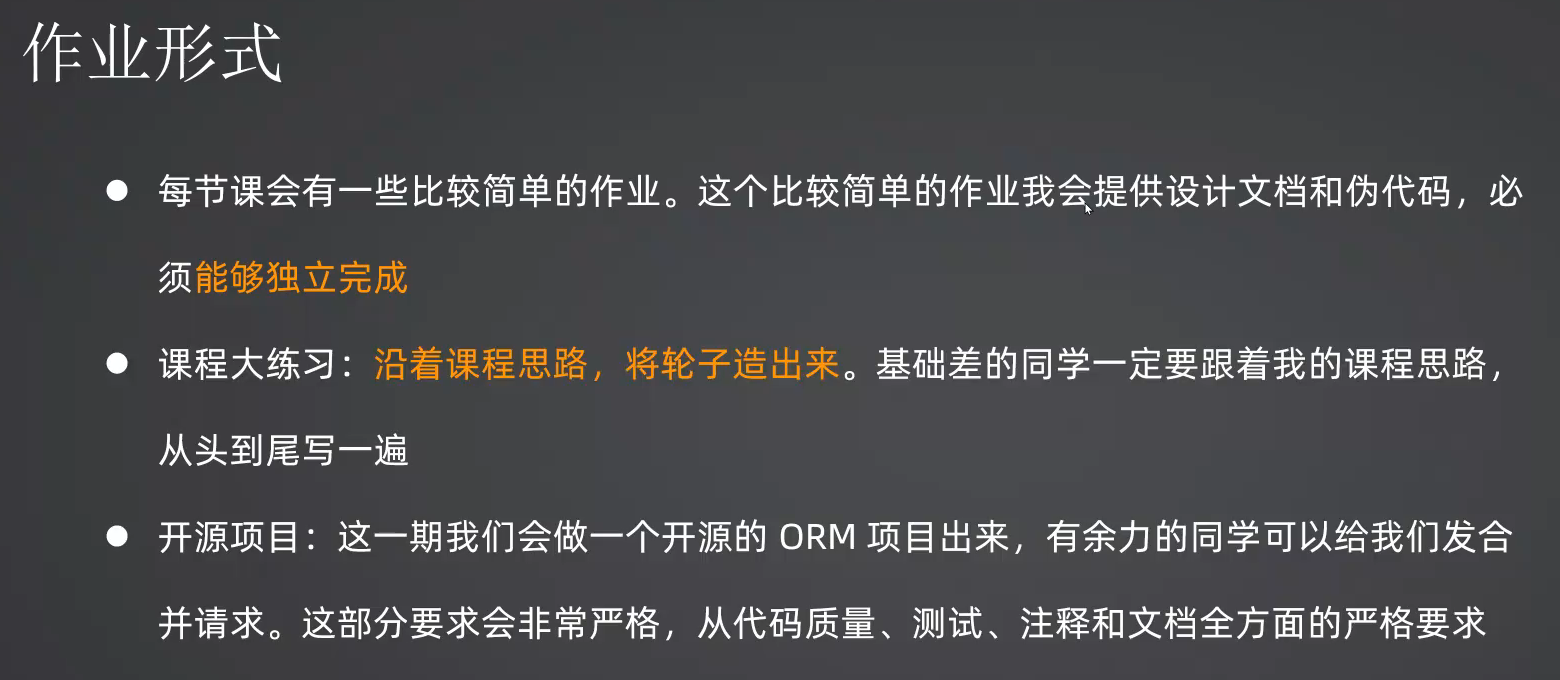 作业形式
每节课会有一些比较简单的作业。这个比较简单的作业我会提供设计文档和伪代码，必
须能够独立完成
课程大练习：沿着课程思路，将轮子造出来。基础差的同学一定要跟着我的课程思路，
从头到尾写一遍
开源项目：这一期我们会做一个开源的 ORM 项目出来，有余力的同学可以给我们发合
并请求。这部分要求会非常严格，从代码质量、测试、注释和文档全方面的严格要求